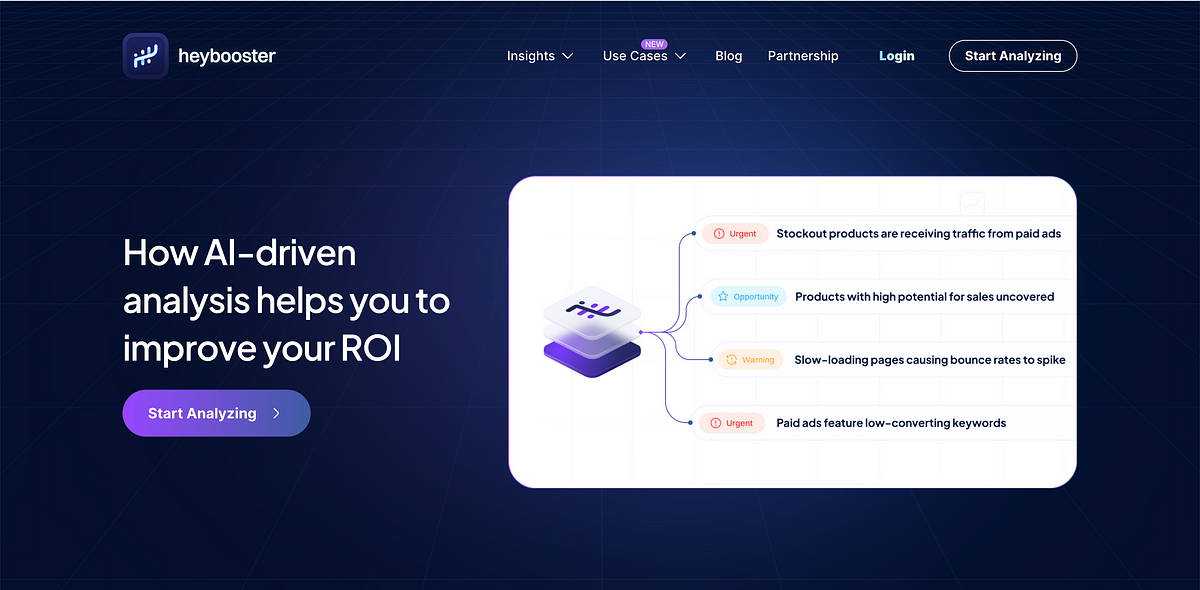 heybooster
Insights
Use Cases
NEW
Blog
Partnership
Login
Start Analyzing
How AI-driven
analysis helps you to
improve your ROI
Start Analyzing
Urgent
Stockout products are receiving traffic from paid ads
Opportunity
Products with high potential for sales uncovered
Warning
Slow-loading pages causing bounce rates to spike
Urgent
Paid ads feature low-converting keywords